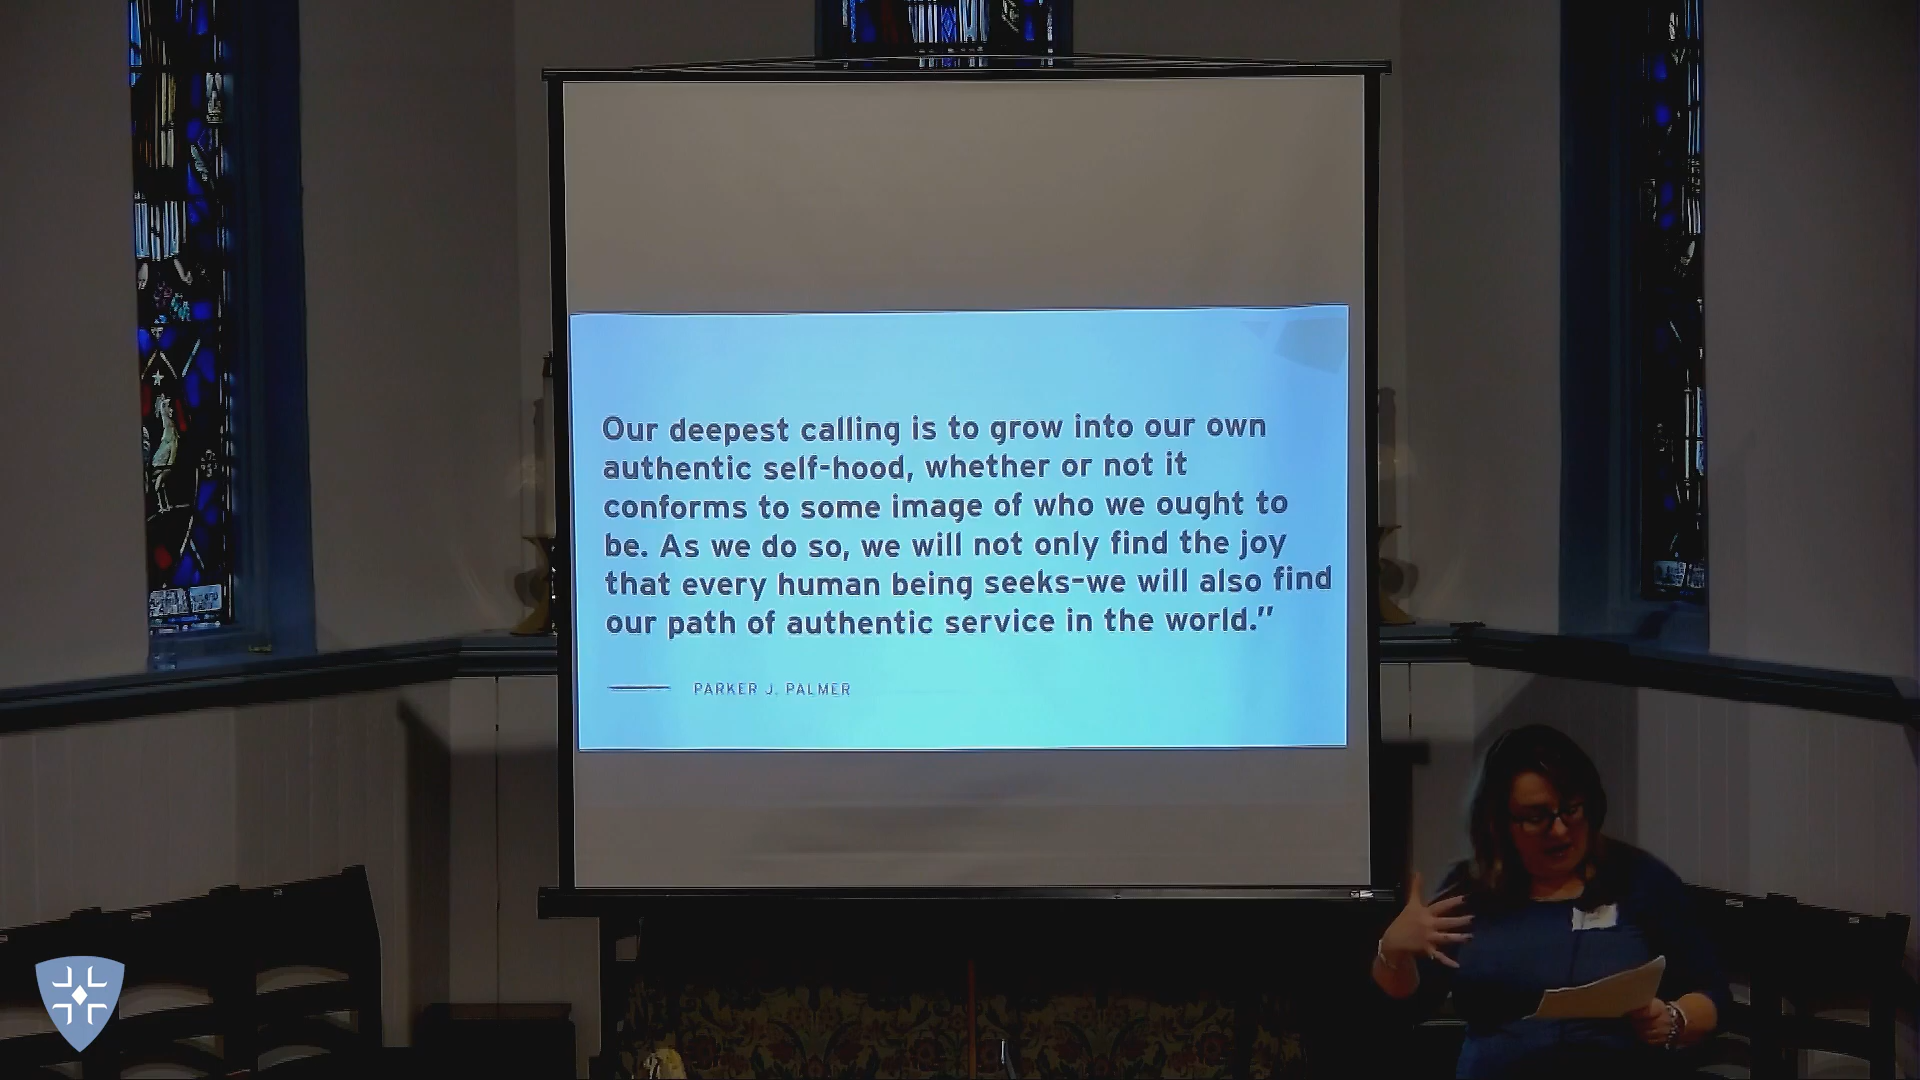 Our deepest calling is to grow into our own
authentic self-hood, whether or not it
conforms to some image of who we ought to
be. As we do so, we will not only find the joy
that every human being seeks–we will also find
our path of authentic service in the world.”
PARKER J. PALMER